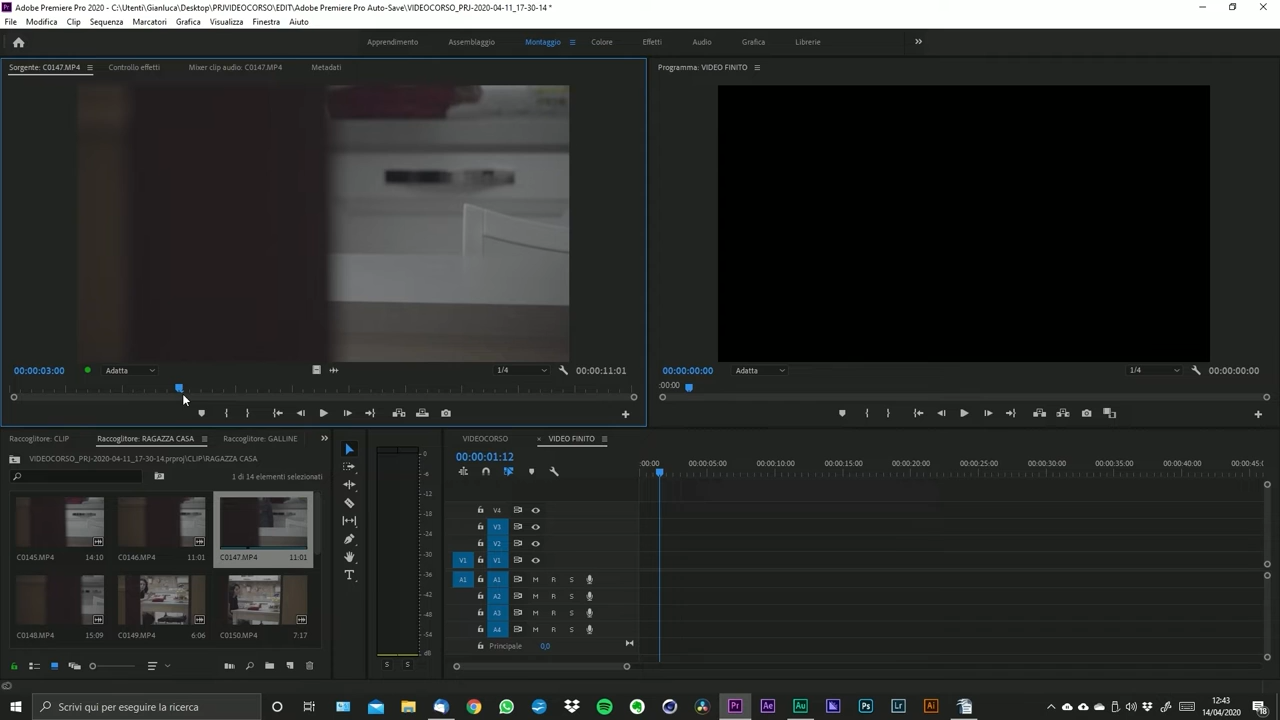 Adobe Premiere Pro 2020 - C:\Utenti\Gianluca\Desktop\PRJVIDEOCORSO\EDIT\Adobe Premiere Pro Auto-Save\VIDEOCORSO_PRJ-2020-04-11_17-30-14 *
File Modifica Clip Sequenza Marcatori Grafica Visualizza Finestra Aiuto
Apprendimento Assemblaggio Montaggio Colore Effetti Audio Grafica Librerie
Sorgente: C0147.MP4 Controllo effetti Mixer clip audio: C0147.MP4 Metadati
Programma: VIDEO FINITO
00:00:03:00 Adatta 1/4 00:00:11:01
00:00:00:00 Adatta 1/4 00:00:00:00
:00:00
Raccoglitore: CLIP Raccoglitore: RAGAZZA CASA Raccoglitore: GALLINE
VIDEOCORSO_PRJ-2020-04-11_17-30-14.prproj\CLIP\RAGAZZA CASA
1 di 14 elementi selezionati
C0145.MP4 14:10 C0146.MP4 11:01 C0147.MP4 11:01
C0148.MP4 15:09 C0149.MP4 6:06 C0150.MP4 7:17
0
-6
-12
-18
-24
-30
-36
-42
-48
-54
dB
S S
VIDEOCORSO × VIDEO FINITO
00:00:01:12
:00:00 00:00:05:00 00:00:10:00 00:00:15:00 00:00:20:00 00:00:25:00 00:00:30:00 00:00:35:00 00:00:40:00 00:00:45:0
V4
V3
V2
V1 V1
A1 A1 M R S
A2 M R S
A3 M R S
A4 M R S
Principale 0,0
Scrivi qui per eseguire la ricerca
Pr Ae Au Ps Lr Ai
12:43
14/04/2020
18